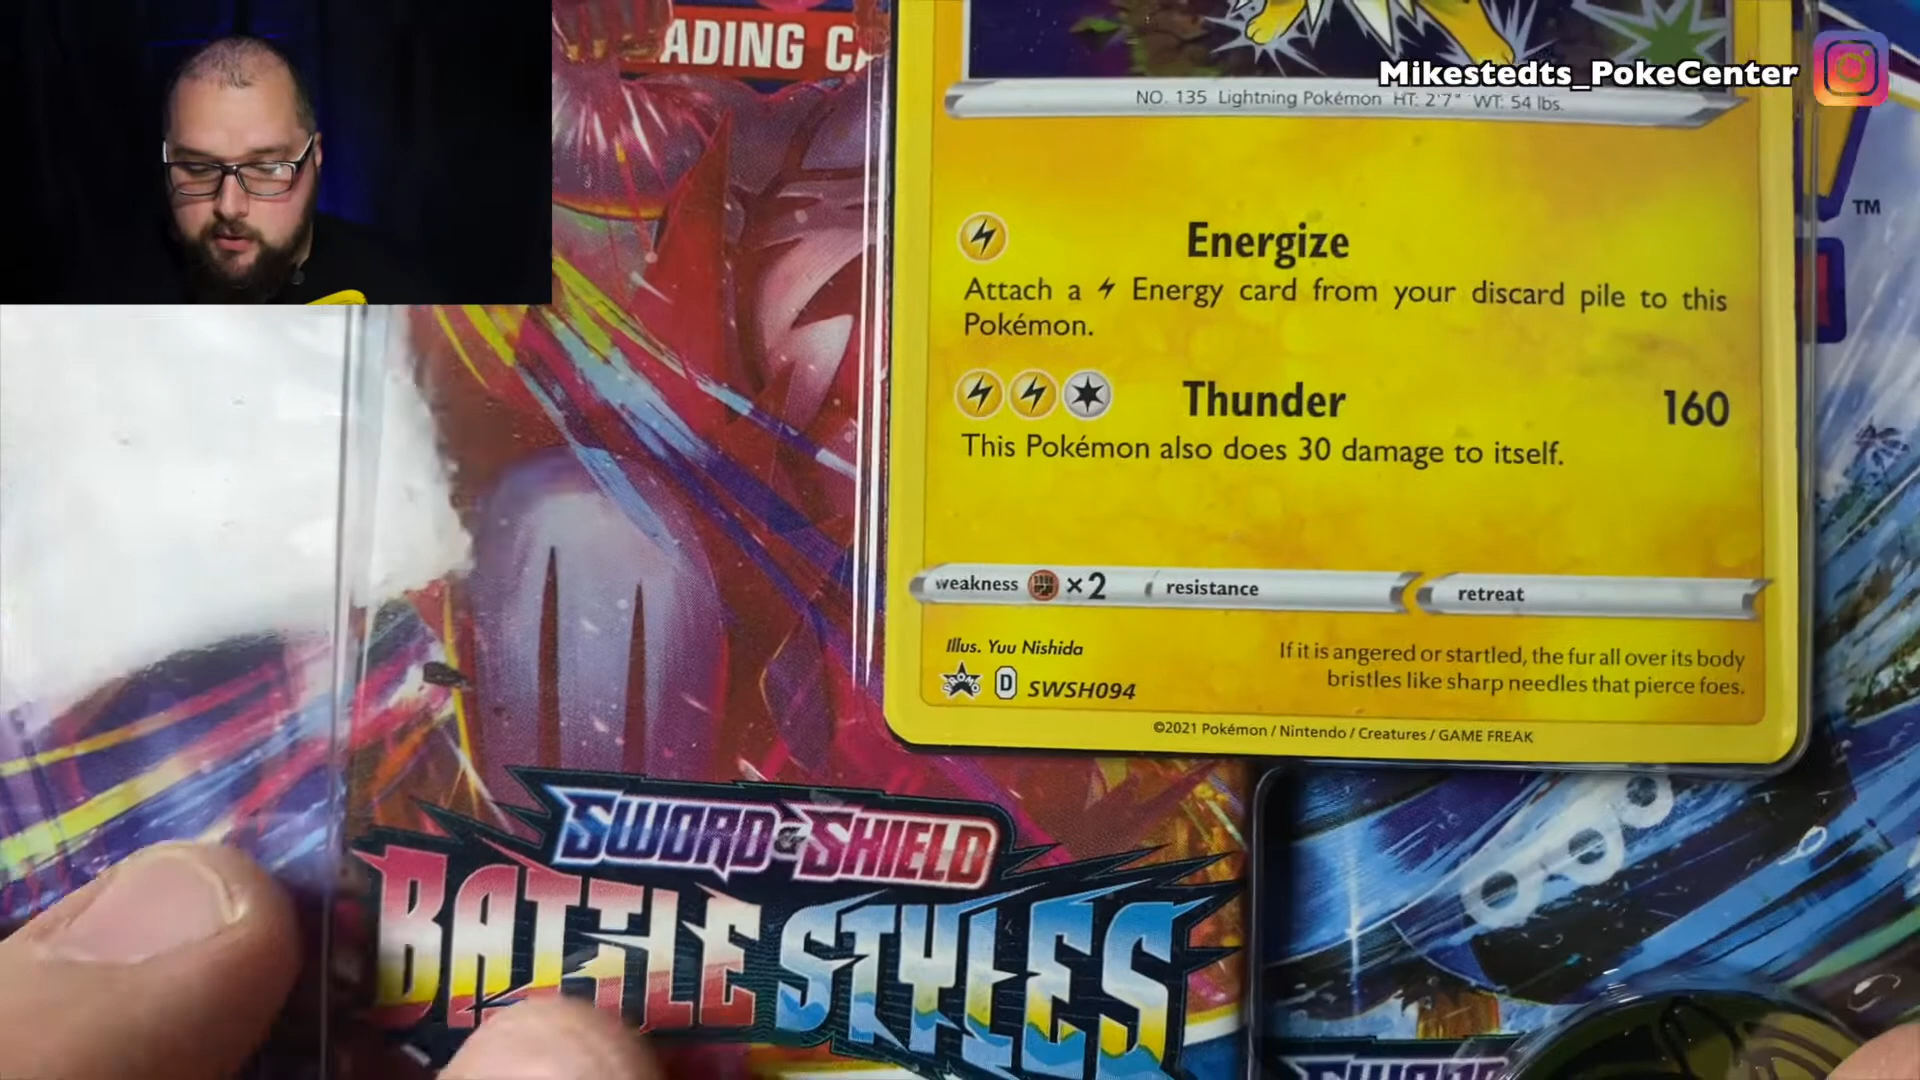 ADING CA
Mikestedts_PokeCenter
NO. 135 Lightning Pokémon HT: 2'7" WT: 54 lbs.
TM
Energize
Attach a Energy card from your discard pile to this
Pokémon.
Thunder 160
This Pokémon also does 30 damage to itself.
weakness ×2 resistance retreat
Illus. Yuu Nishida
If it is angered or startled, the fur all over its body
bristles like sharp needles that pierce foes.
PROMO D SWSH094
©2021 Pokémon / Nintendo / Creatures / GAME FREAK
SWORD & SHIELD
BATTLE STYLES
SWORD